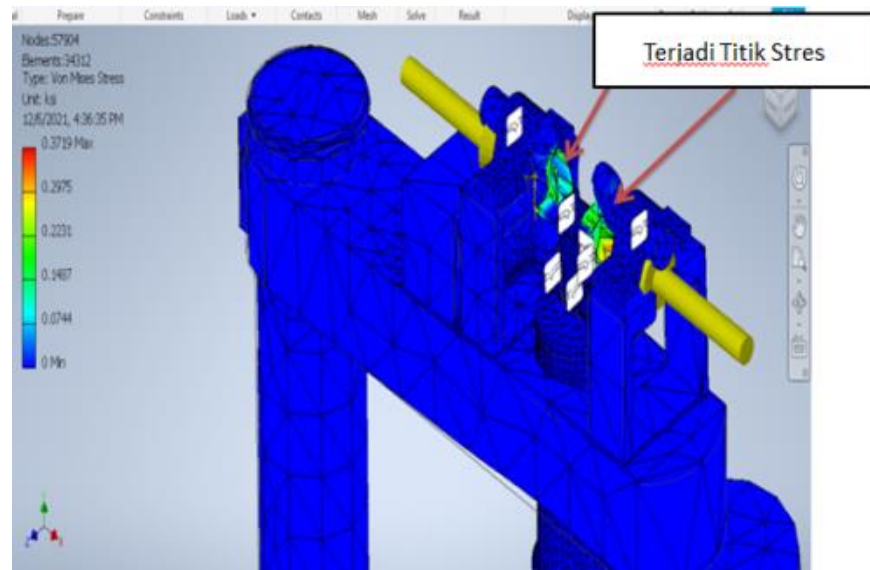 Prepare Constraints Loads Contacts Mesh Solve Result
Terjadi Titik Stres
Nodes:57904
Elements:34312
Type: Von Mises Stress
Unit: ksi
12/6/2021, 4:36:35 PM
0.3719 Max
0.2975
0.2231
0.1487
0.0744
0 Min